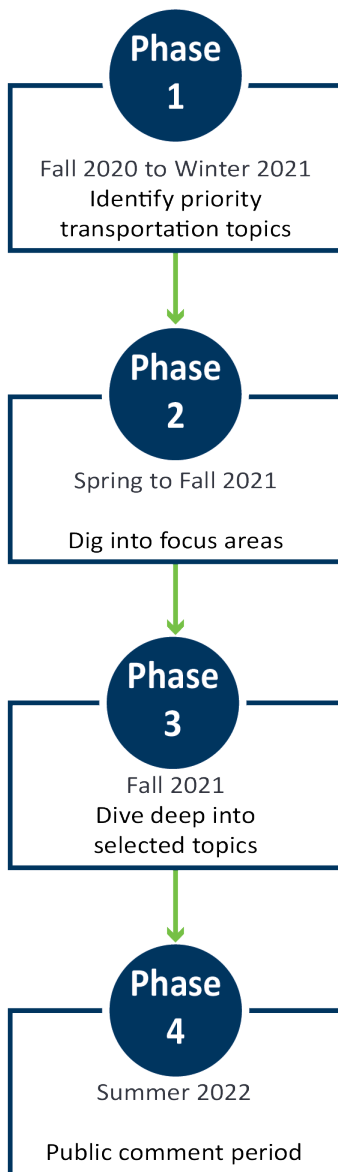 Phase
1
Fall 2020 to Winter 2021
Identify priority
transportation topics
Phase
2
Spring to Fall 2021
Dig into focus areas
Phase
3
Fall 2021
Dive deep into
selected topics
Phase
4
Summer 2022
Public comment period